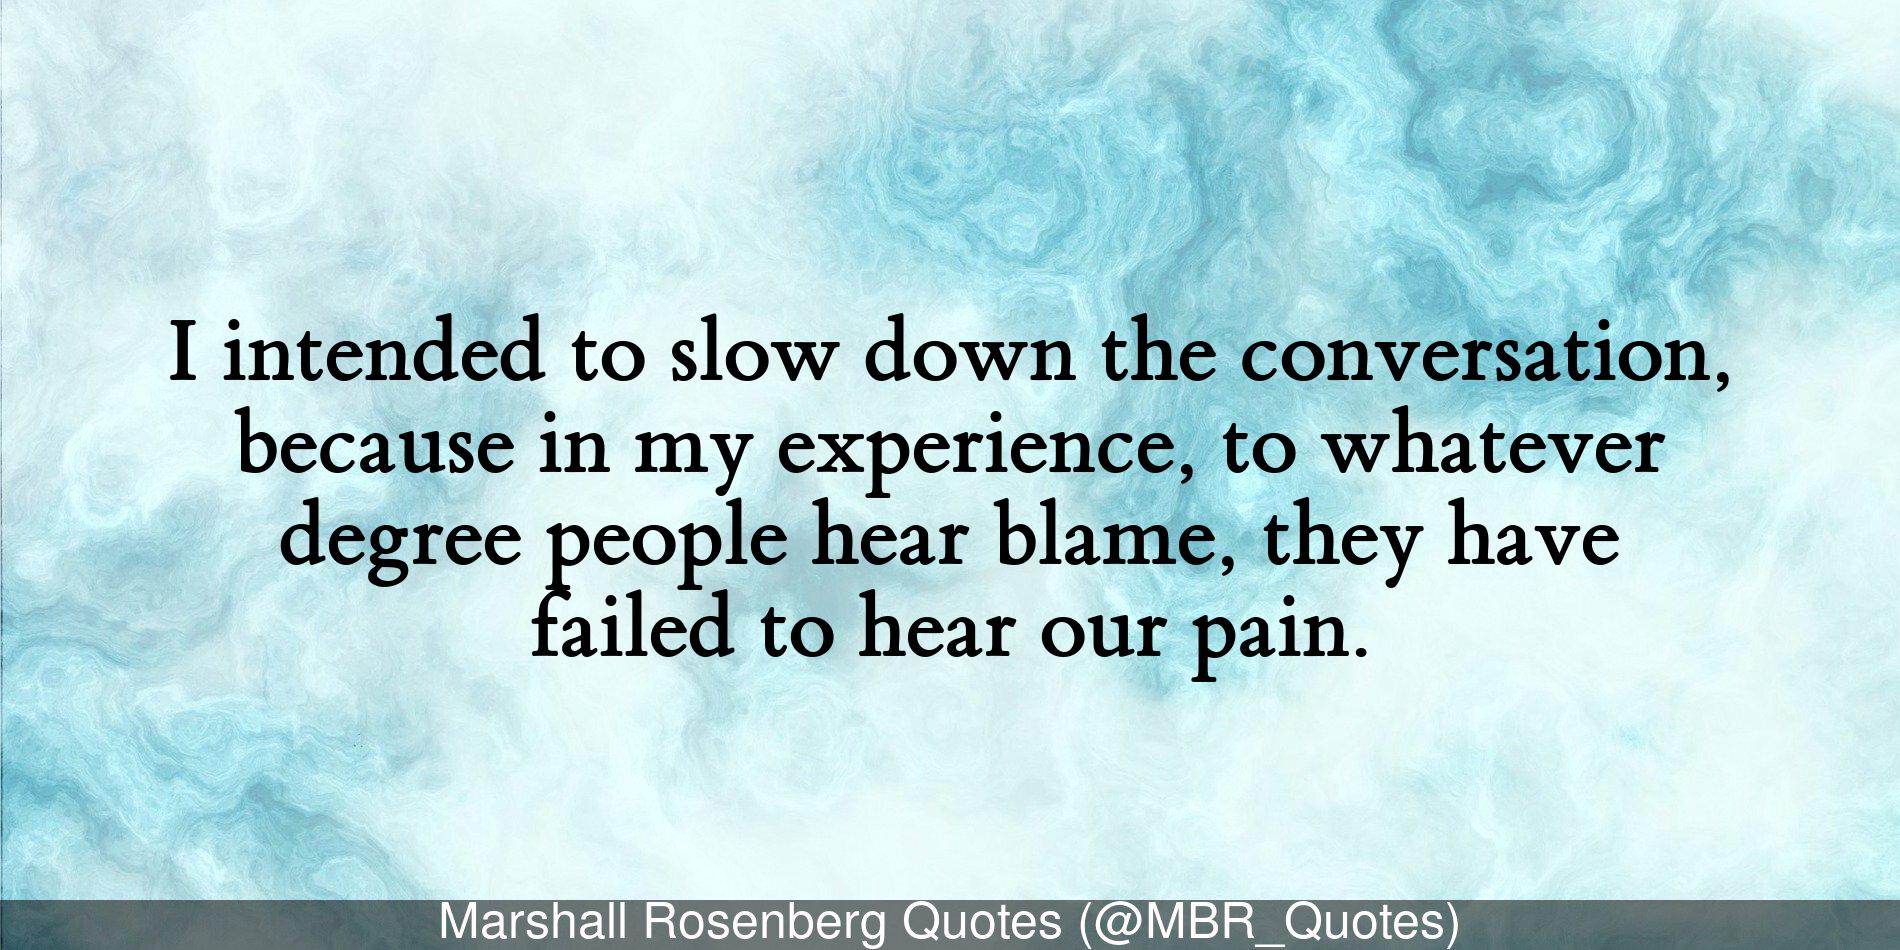 I intended to slow down the conversation,
because in my experience, to whatever
degree people hear blame, they have
failed to hear our pain.
Marshall Rosenberg Quotes (@MBR_Quotes)